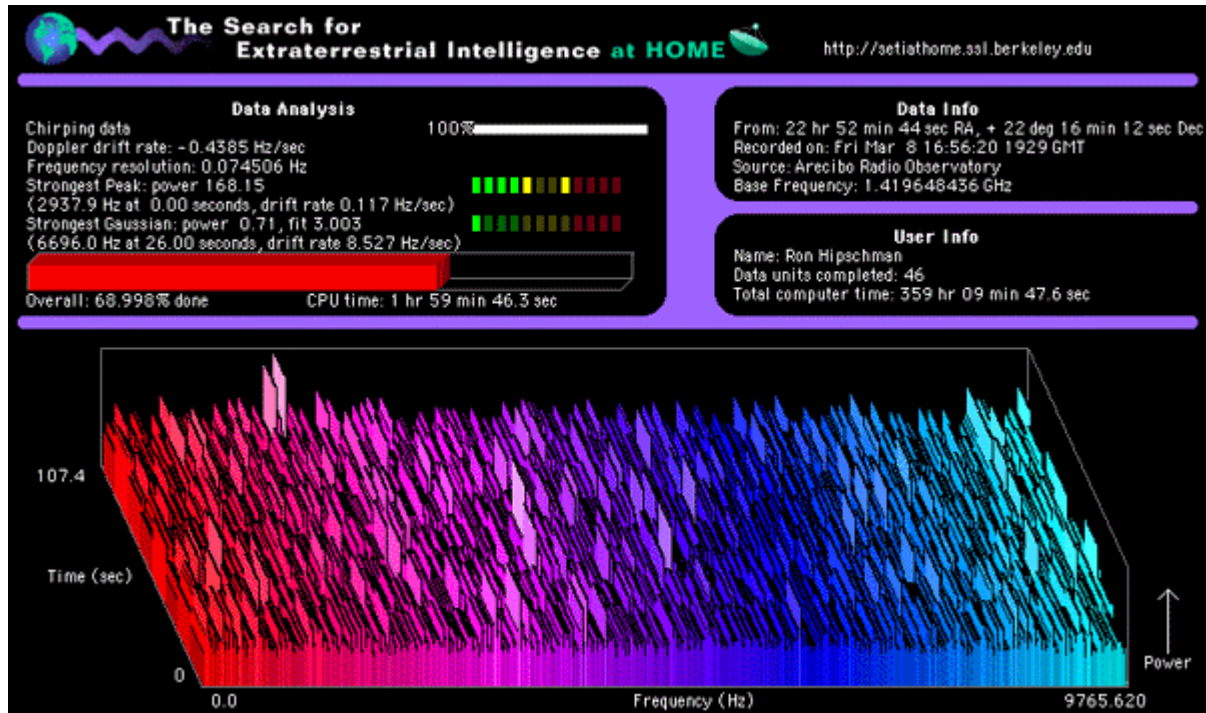 The Search for
Extraterrestrial Intelligence at HOME
http://setiathome.ssl.berkeley.edu
Data Analysis
Chirping data 100%
Doppler drift rate: -0.4385 Hz/sec
Frequency resolution: 0.074506 Hz
Strongest Peak: power 168.15
(2937.9 Hz at 0.00 seconds, drift rate 0.117 Hz/sec)
Strongest Gaussian: power 0.71, fit 3.003
(6696.0 Hz at 26.00 seconds, drift rate 8.527 Hz/sec)
Overall: 68.998% done CPU time: 1 hr 59 min 46.3 sec
Data Info
From: 22 hr 52 min 44 sec RA, + 22 deg 16 min 12 sec Dec
Recorded on: Fri Mar 8 16:56:20 1929 GMT
Source: Arecibo Radio Observatory
Base Frequency: 1.419648436 GHz
User Info
Name: Ron Hipschman
Data units completed: 46
Total computer time: 359 hr 09 min 47.6 sec
107.4
Time (sec)
0
0.0
Frequency (Hz)
9765.620
Power